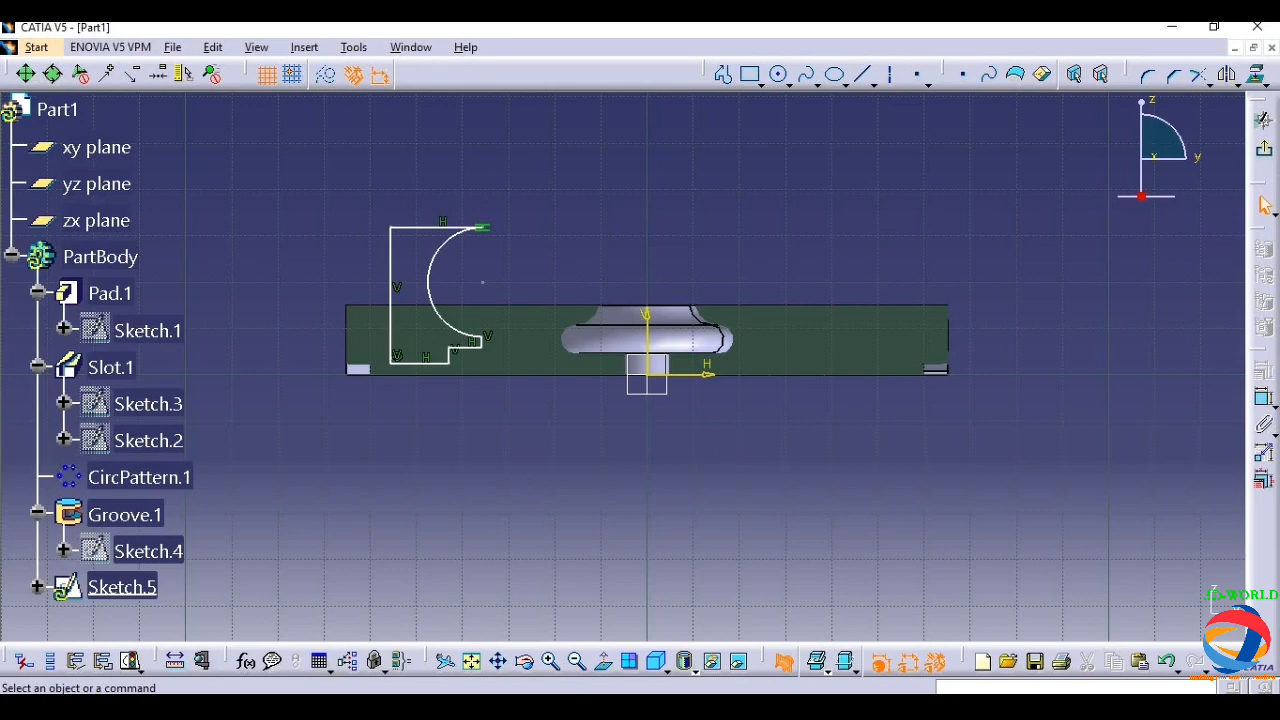 CATIA V5 - [Part1]
Start ENOVIA V5 VPM File Edit View Insert Tools Window Help
Part1
xy plane
yz plane
zx plane
PartBody
Pad.1
Sketch.1
Slot.1
Sketch.3
Sketch.2
CircPattern.1
Groove.1
Sketch.4
Sketch.5
H
V
V
H
V
H
V
V
H
z
x
y
f(x)
CATIA
Select an object or a command